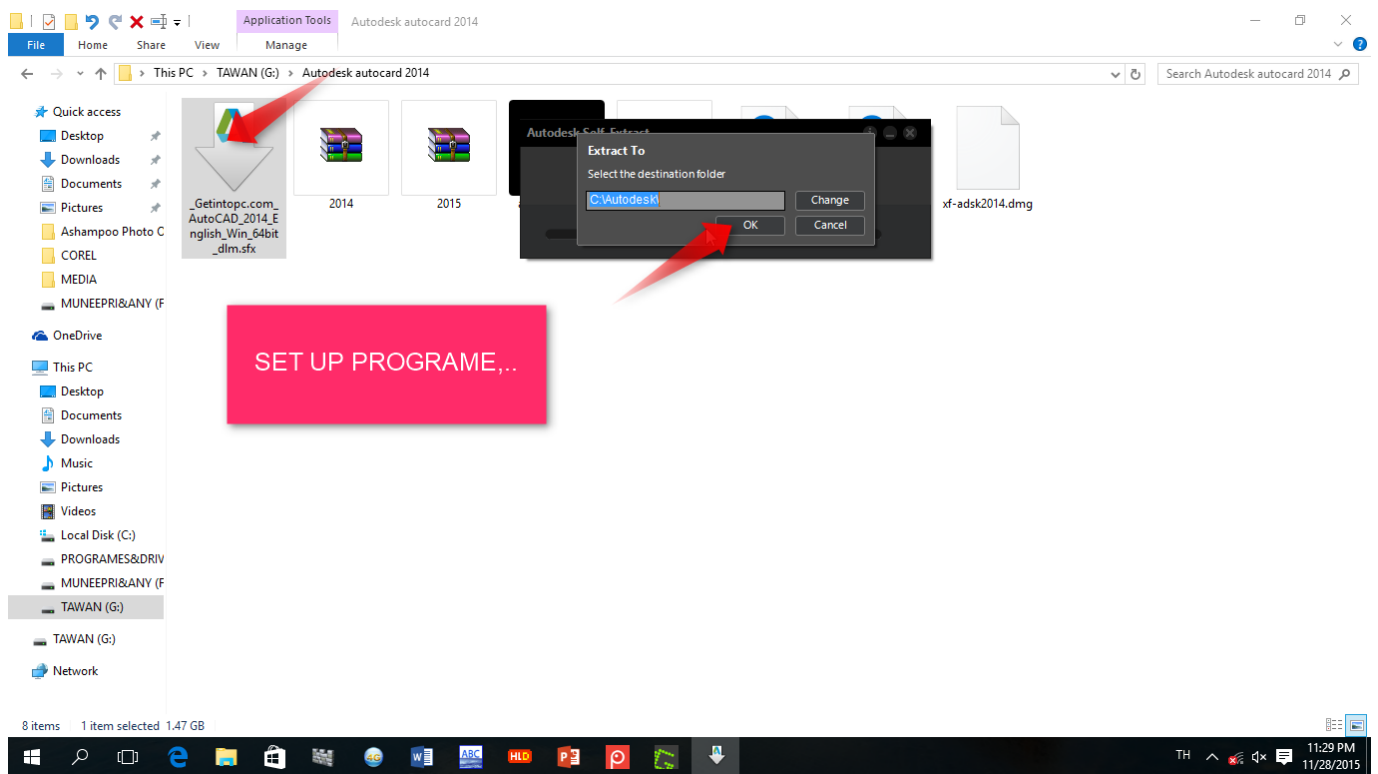 Application Tools
Autodesk autocard 2014
File
Home
Share
View
Manage
This PC
TAWAN (G:)
Autodesk autocard 2014
Search Autodesk autocard 2014
Quick access
Desktop
Downloads
Documents
Pictures
Ashampoo Photo C
COREL
MEDIA
MUNEEPRI&ANY (F
OneDrive
This PC
Desktop
Documents
Downloads
Music
Pictures
Videos
Local Disk (C:)
PROGRAMES&DRIV
MUNEEPRI&ANY (F
TAWAN (G:)
TAWAN (G:)
Network
_Getintopc.com_
AutoCAD_2014_E
nglish_Win_64bit
_dlm.sfx
2014
2015
Autodesk Self-Extract
Extract To
Select the destination folder
C:\Autodesk\
Change
OK
Cancel
xf-adsk2014.dmg
SET UP PROGRAME,..
8 items
1 item selected 1.47 GB
4G
W
ABC
HLD
P
TH
11:29 PM
11/28/2015